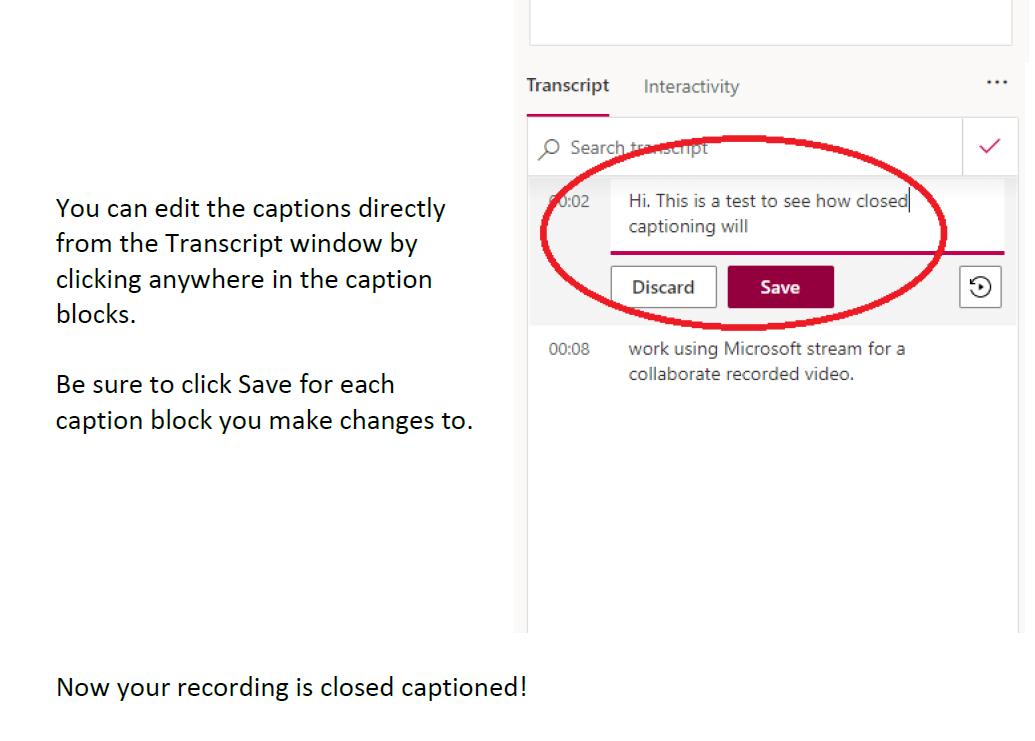 Transcript Interactivity ...
Search transcript
00:02 Hi. This is a test to see how closed
captioning will
Discard Save
00:08 work using Microsoft stream for a
collaborate recorded video.
You can edit the captions directly
from the Transcript window by
clicking anywhere in the caption
blocks.
Be sure to click Save for each
caption block you make changes to.
Now your recording is closed captioned!